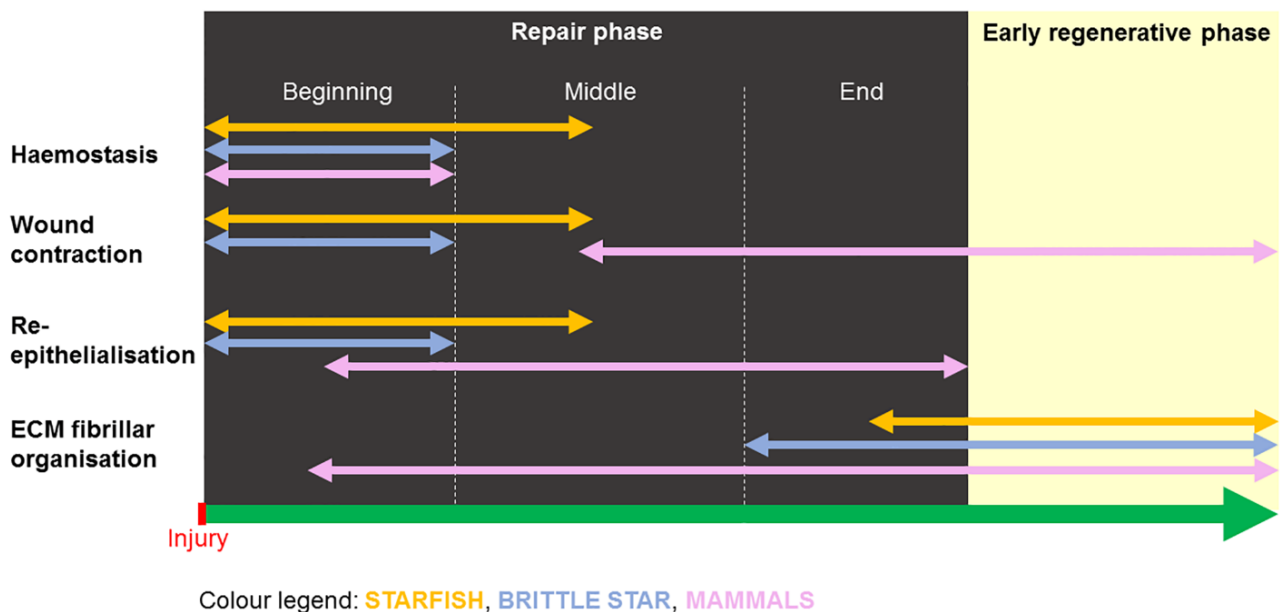 Repair phase
Early regenerative phase
Beginning
Middle
End
Haemostasis
Wound
contraction
Re-
epithelialisation
ECM fibrillar
organisation
Injury
Colour legend: STARFISH, BRITTLE STAR, MAMMALS